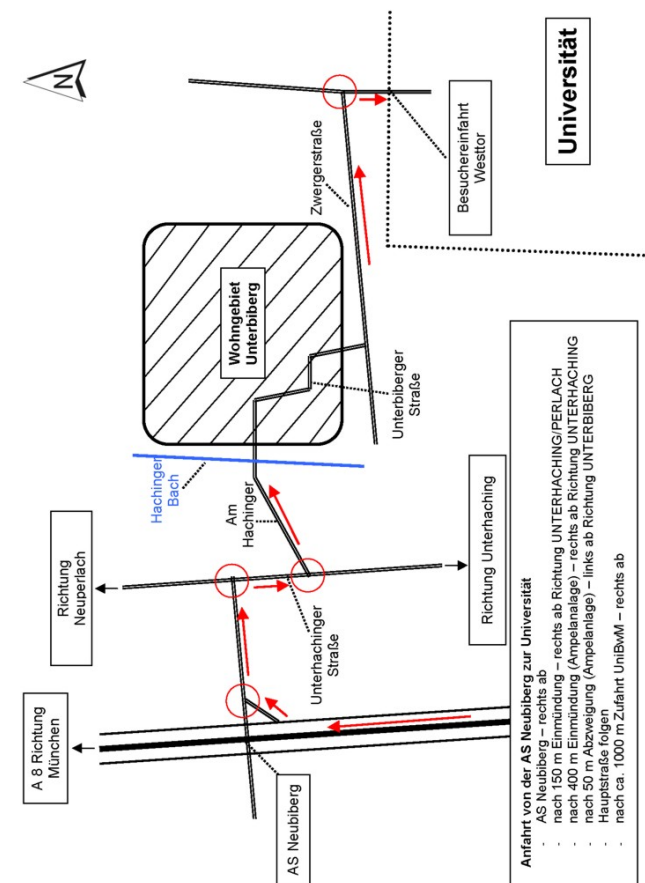 N
Universität
Besuchereinfahrt
Westtor
Zwergerstraße
Wohngebiet
Unterbiberg
Unterbiberger
Straße
Hachinger
Bach
Am
Hachinger
Richtung
Neuperlach
Unterhachinger
Straße
Richtung Unterhaching
A 8 Richtung
München
AS Neubiberg
Anfahrt von der AS Neubiberg zur Universität
- AS Neubiberg – rechts ab
- nach 150 m Einmündung – rechts ab Richtung UNTERHACHING/PERLACH
- nach 400 m Einmündung (Ampelanalage) – rechts ab Richtung UNTERHACHING
- nach 50 m Abzweigung (Ampelanlage) – links ab Richtung UNTERBIBERG
- Hauptstraße folgen
- nach ca. 1000 m Zufahrt UniBwM – rechts ab